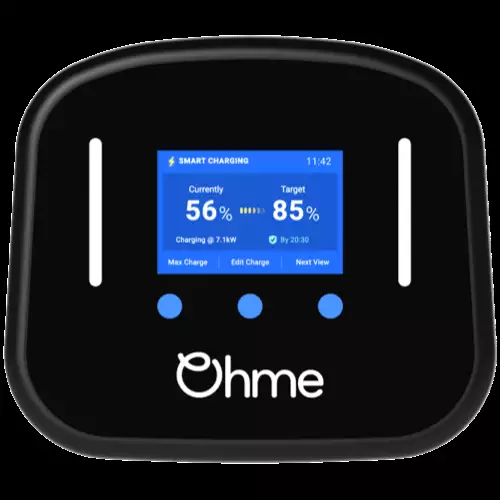 SMART CHARGING 11:42
Currently Target
56% 85%
Charging @ 7.1kW By 20:30
Max Charge Edit Charge Next View
Ohme